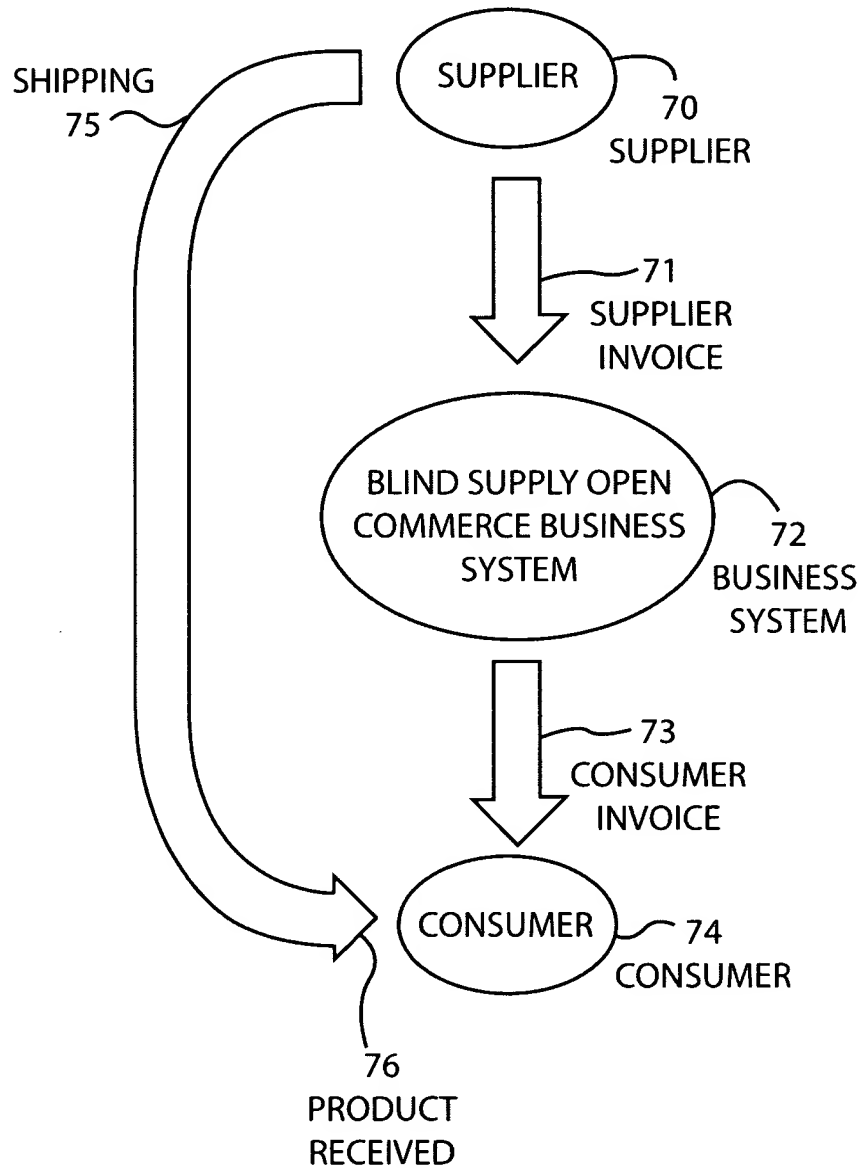 SUPPLIER
SHIPPING
75
70
SUPPLIER
71
SUPPLIER
INVOICE
BLIND SUPPLY OPEN
COMMERCE BUSINESS
SYSTEM
72
BUSINESS
SYSTEM
73
CONSUMER
INVOICE
CONSUMER
74
CONSUMER
76
PRODUCT
RECEIVED